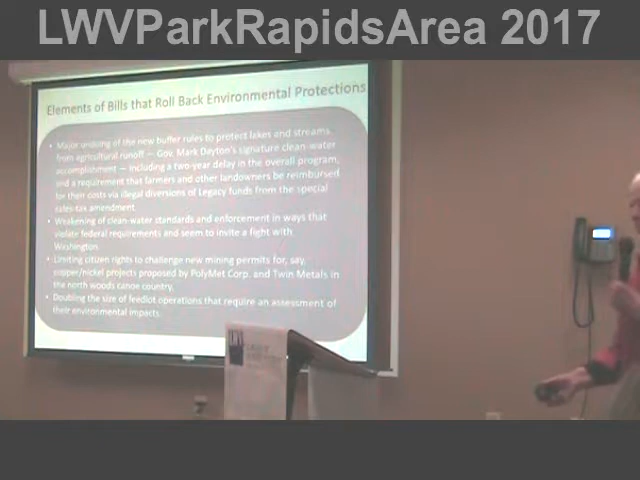 LWVParkRapidsArea 2017
Elements of Bills that Roll Back Environmental Protections
• Major undoing of the new buffer rules to protect lakes and streams
from agricultural runoff — Gov. Mark Dayton's signature clean-water
accomplishment — including a two-year delay in the overall program,
and a requirement that farmers and other landowners be reimbursed
for their costs via illegal diversions of Legacy funds from the special
sales-tax amendment.
• Weakening of clean-water standards and enforcement in ways that
violate federal requirements and seem to invite a fight with
Washington.
• Limiting citizen rights to challenge new mining permits for, say,
copper/nickel projects proposed by PolyMet Corp. and Twin Metals in
the north woods canoe country.
• Doubling the size of feedlot operations that require an assessment of
their environmental impacts.